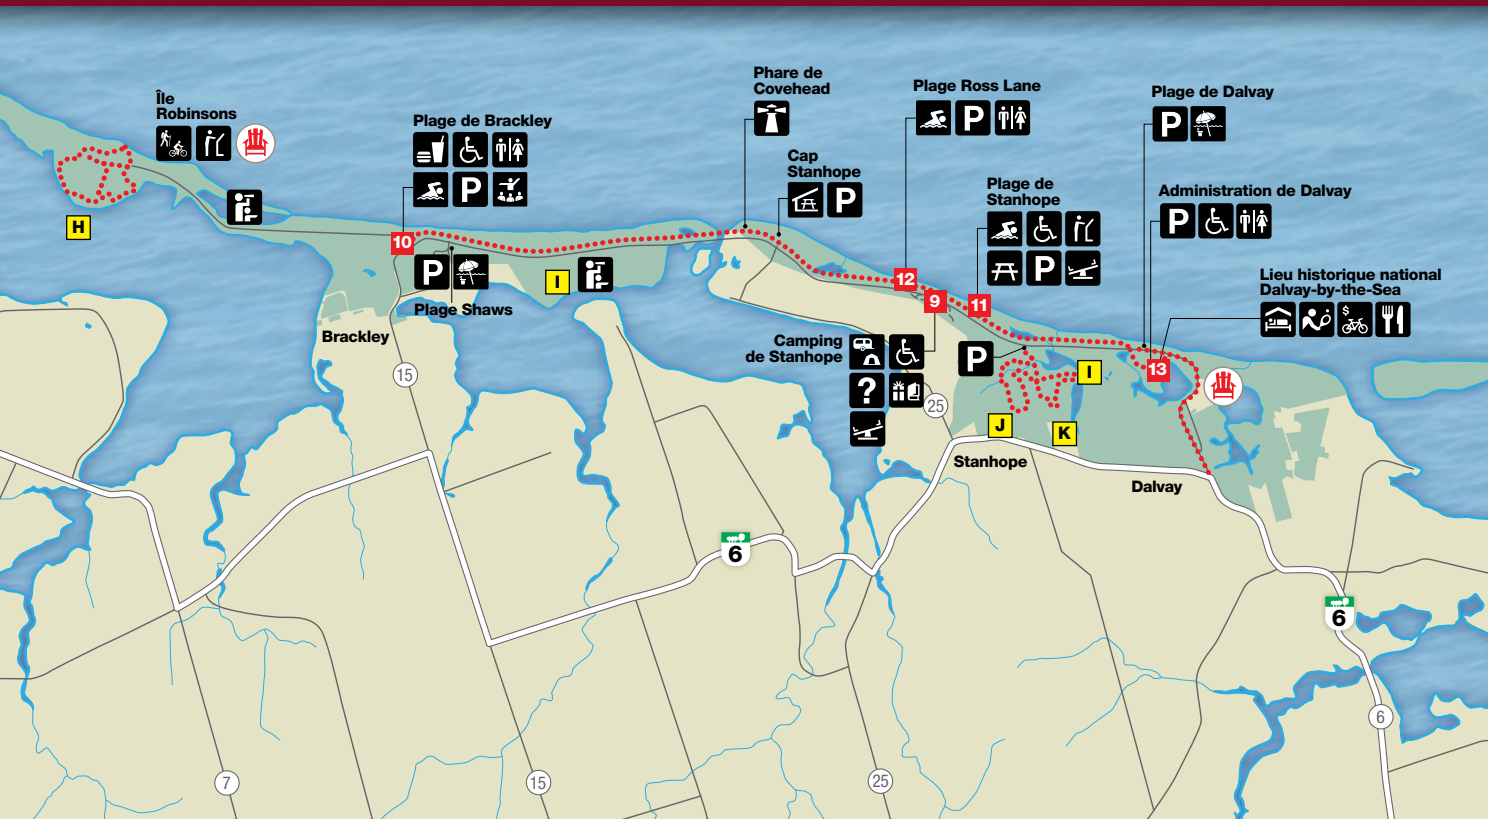 Île
Robinsons
H
Plage de Brackley
P
10
P
Plage Shaws
I
Brackley
15
Phare de
Covehead
Cap
Stanhope
P
Plage Ross Lane
P
12
9
11
Plage de
Stanhope
P
Plage de Dalvay
P
Administration de Dalvay
P
Lieu historique national
Dalvay-by-the-Sea
$
13
Camping
de Stanhope
?
P
I
25
J
K
Stanhope
Dalvay
6
6
6
7
15
25